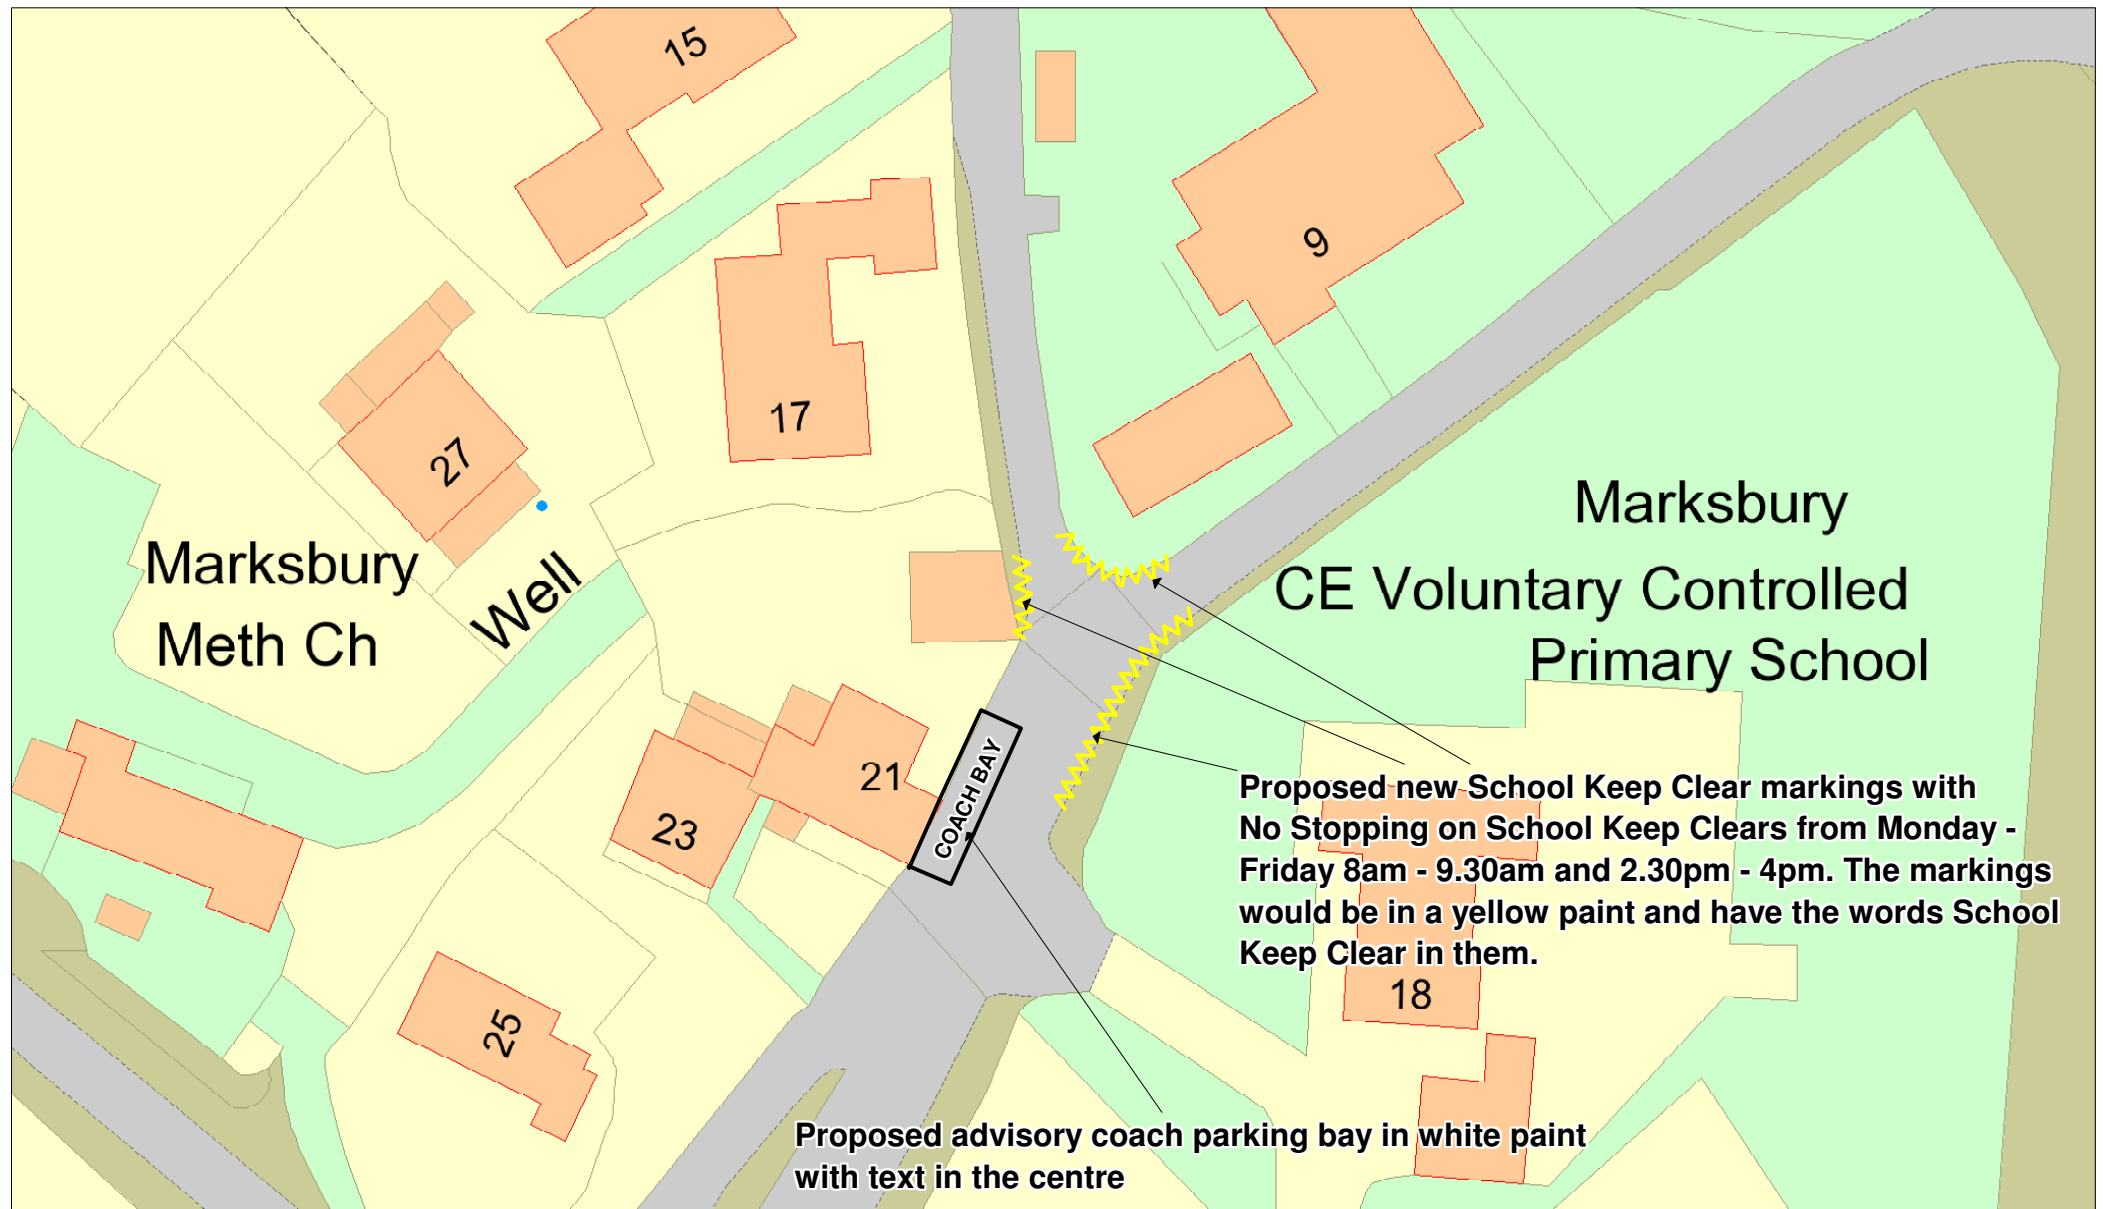 15
9
17
27
Marksbury
Meth Ch
Well
Marksbury
CE Voluntary Controlled
Primary School
21
23
COACH BAY
Proposed new School Keep Clear markings with
No Stopping on School Keep Clears from Monday -
Friday 8am - 9.30am and 2.30pm - 4pm. The markings
would be in a yellow paint and have the words School
Keep Clear in them.
18
25
Proposed advisory coach parking bay in white paint
with text in the centre